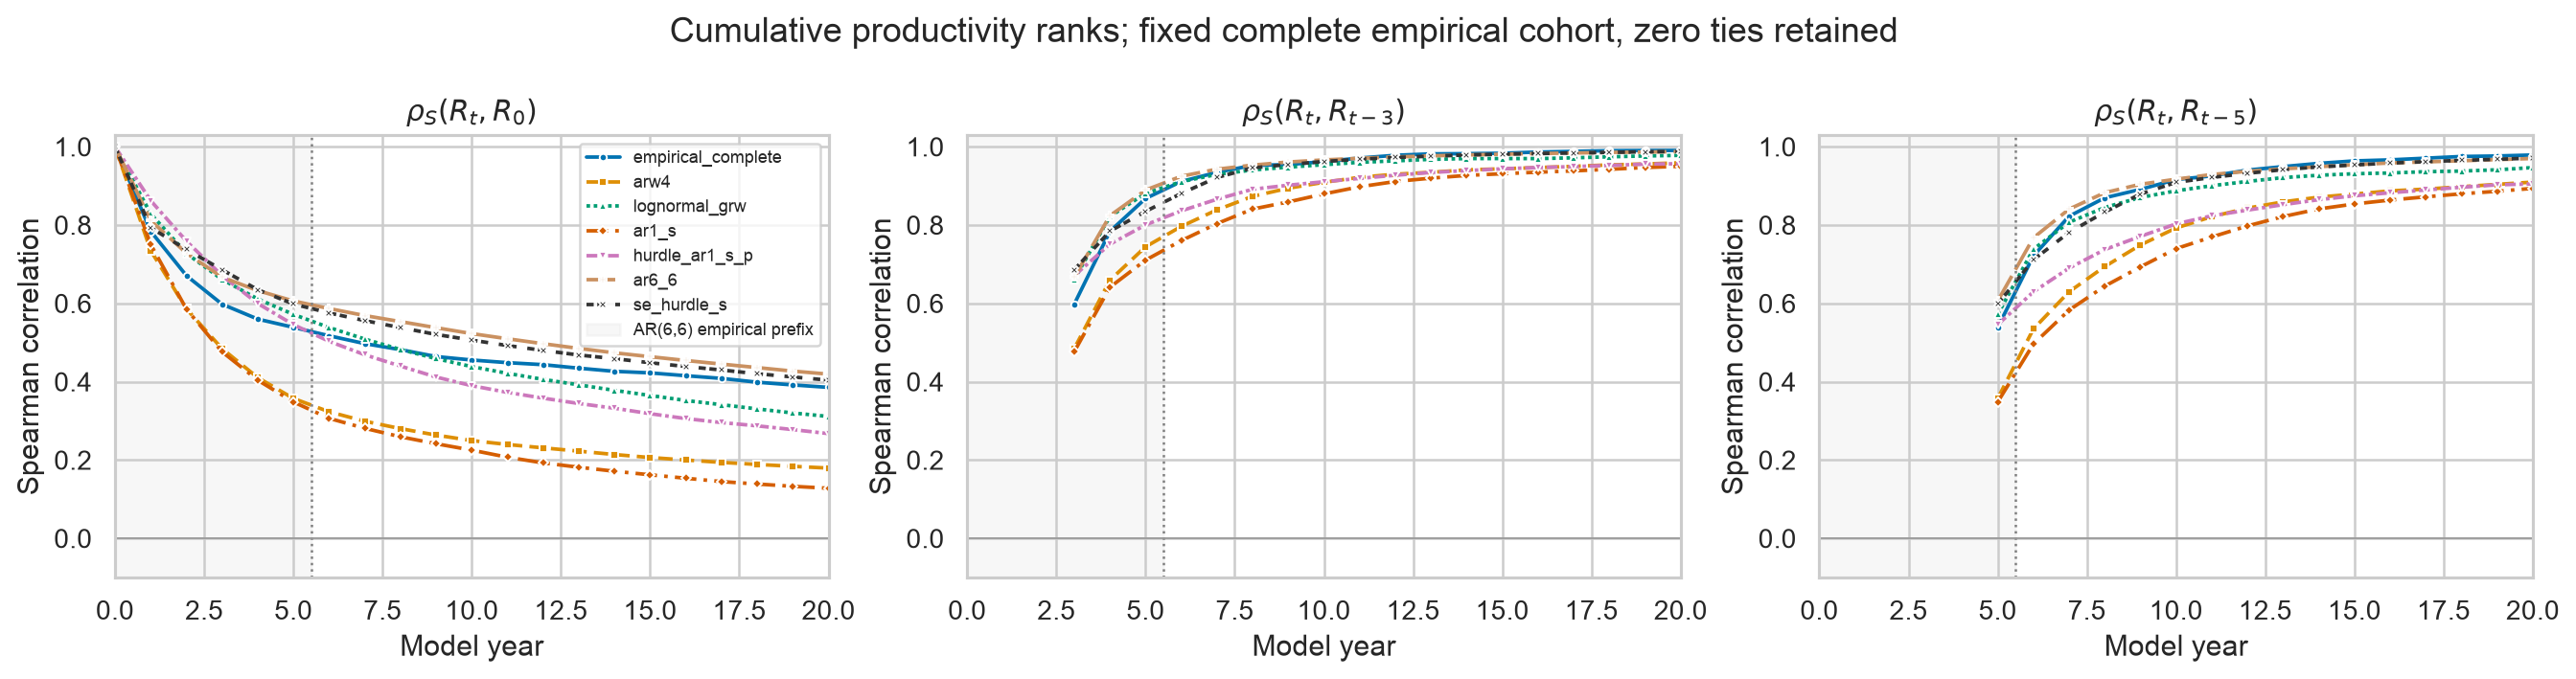 Cumulative productivity ranks; fixed complete empirical cohort, zero ties retained
ρS(Rt, R0)
1.0
0.8
0.6
0.4
0.2
0.0
Spearman correlation
0.0 2.5 5.0 7.5 10.0 12.5 15.0 17.5 20.0
Model year
empirical_complete
arw4
lognormal_grw
ar1_s
hurdle_ar1_s_p
ar6_6
se_hurdle_s
AR(6,6) empirical prefix
ρS(Rt, Rt−3)
1.0
0.8
0.6
0.4
0.2
0.0
Spearman correlation
0.0 2.5 5.0 7.5 10.0 12.5 15.0 17.5 20.0
Model year
ρS(Rt, Rt−5)
1.0
0.8
0.6
0.4
0.2
0.0
Spearman correlation
0.0 2.5 5.0 7.5 10.0 12.5 15.0 17.5 20.0
Model year